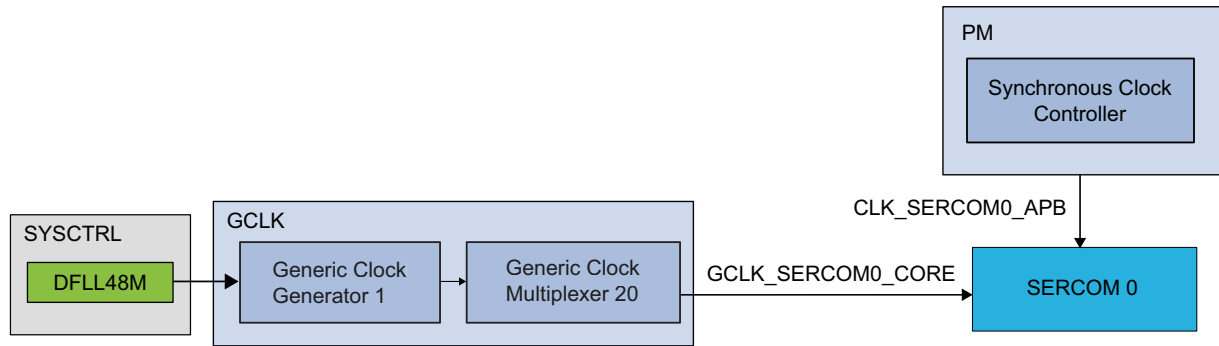 PM
Synchronous Clock
Controller
CLK_SERCOM0_APB
SYSCTRL
DFLL48M
GCLK
Generic Clock
Generator 1
Generic Clock
Multiplexer 20
GCLK_SERCOM0_CORE
SERCOM 0